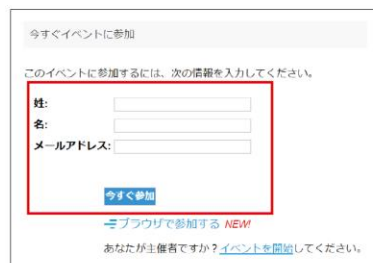 今すぐイベントに参加
このイベントに参加するには、次の情報を入力してください。
姓:
名:
メールアドレス:
今すぐ参加
ブラウザで参加する NEW!
あなたが主催者ですか？イベントを開始してください。